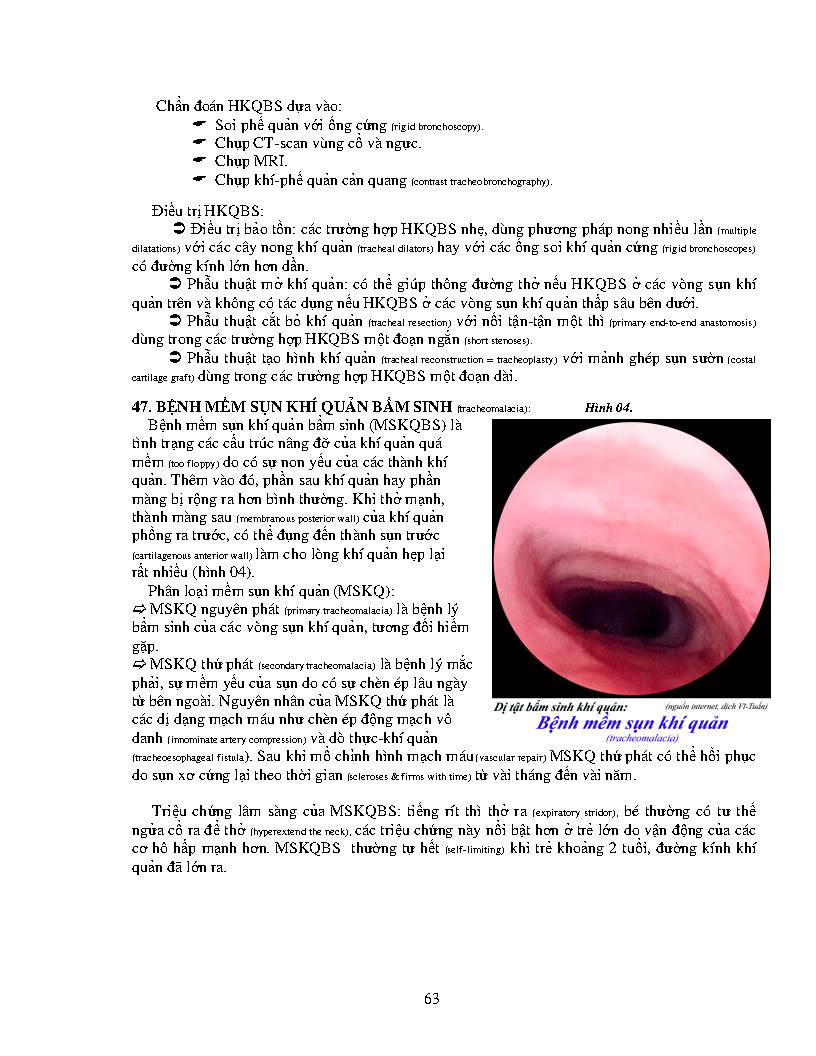 Chẩn đoán HKQBS dựa vào:
☛ Soi phế quản với ống cứng (rigid bronchoscopy).
☛ Chụp CT-scan vùng cổ và ngực.
☛ Chụp MRI.
☛ Chụp khí-phế quản cản quang (contrast tracheobronchography).
Điều trị HKQBS:
➲ Điều trị bảo tồn: các trường hợp HKQBS nhẹ, dùng phương pháp nong nhiều lần (multiple
dilatations) với các cây nong khí quản (tracheal dilators) hay với các ống soi khí quản cứng (rigid bronchoscopes)
có đường kính lớn hơn dần.
➲ Phẫu thuật mở khí quản: có thể giúp thông đường thở nếu HKQBS ở các vòng sụn khí
quản trên và không có tác dụng nếu HKQBS ở các vòng sụn khí quản thấp sâu bên dưới.
➲ Phẫu thuật cắt bỏ khí quản (tracheal resection) với nối tận-tận một thì (primary end-to-end anastomosis)
dùng trong các trường hợp HKQBS một đoạn ngắn (short stenoses).
➲ Phẫu thuật tạo hình khí quản (tracheal reconstruction = tracheoplasty) với mảnh ghép sụn sườn (costal
cartilage graft) dùng trong các trường hợp HKQBS một đoạn dài.
47. BỆNH MỀM SỤN KHÍ QUẢN BẨM SINH (tracheomalacia): Hình 04.
Bệnh mềm sụn khí quản bẩm sinh (MSKQBS) là
tình trạng các cấu trúc nâng đỡ của khí quản quá
mềm (too floppy) do có sự non yếu của các thành khí
quản. Thêm vào đó, phần sau khí quản hay phần
màng bị rộng ra hơn bình thường. Khi thở mạnh,
thành màng sau (membranous posterior wall) của khí quản
phồng ra trước, có thể đụng đến thành sụn trước
(cartilagenous anterior wall) làm cho lòng khí quản hẹp lại
rất nhiều (hình 04).
Phân loại mềm sụn khí quản (MSKQ):
➩ MSKQ nguyên phát (primary tracheomalacia) là bệnh lý
bẩm sinh của các vòng sụn khí quản, tương đối hiếm
gặp.
➩ MSKQ thứ phát (secondary tracheomalacia) là bệnh lý mắc
phải, sự mềm yếu của sụn do có sự chèn ép lâu ngày
từ bên ngoài. Nguyên nhân của MSKQ thứ phát là
các dị dạng mạch máu như chèn ép động mạch vô
danh (innominate artery compression) và dò thực-khí quản
(tracheoesophageal fistula). Sau khi mổ chỉnh hình mạch máu (vascular repair) MSKQ thứ phát có thể hồi phục
do sụn xơ cứng lại theo thời gian (scleroses & firms with time) từ vài tháng đến vài năm.
Dị tật bẩm sinh khí quản: (nguồn internet, dịch Vĩ-Tuấn)
Bệnh mềm sụn khí quản
(tracheomalacia)
Triệu chứng lâm sàng của MSKQBS: tiếng rít thì thở ra (expiratory stridor), bé thường có tư thế
ngửa cổ ra để thở (hyperextend the neck), các triệu chứng này nổi bật hơn ở trẻ lớn do vận động của các
cơ hô hấp mạnh hơn. MSKQBS thường tự hết (self-limiting) khi trẻ khoảng 2 tuổi, đường kính khí
quản đã lớn ra.
63